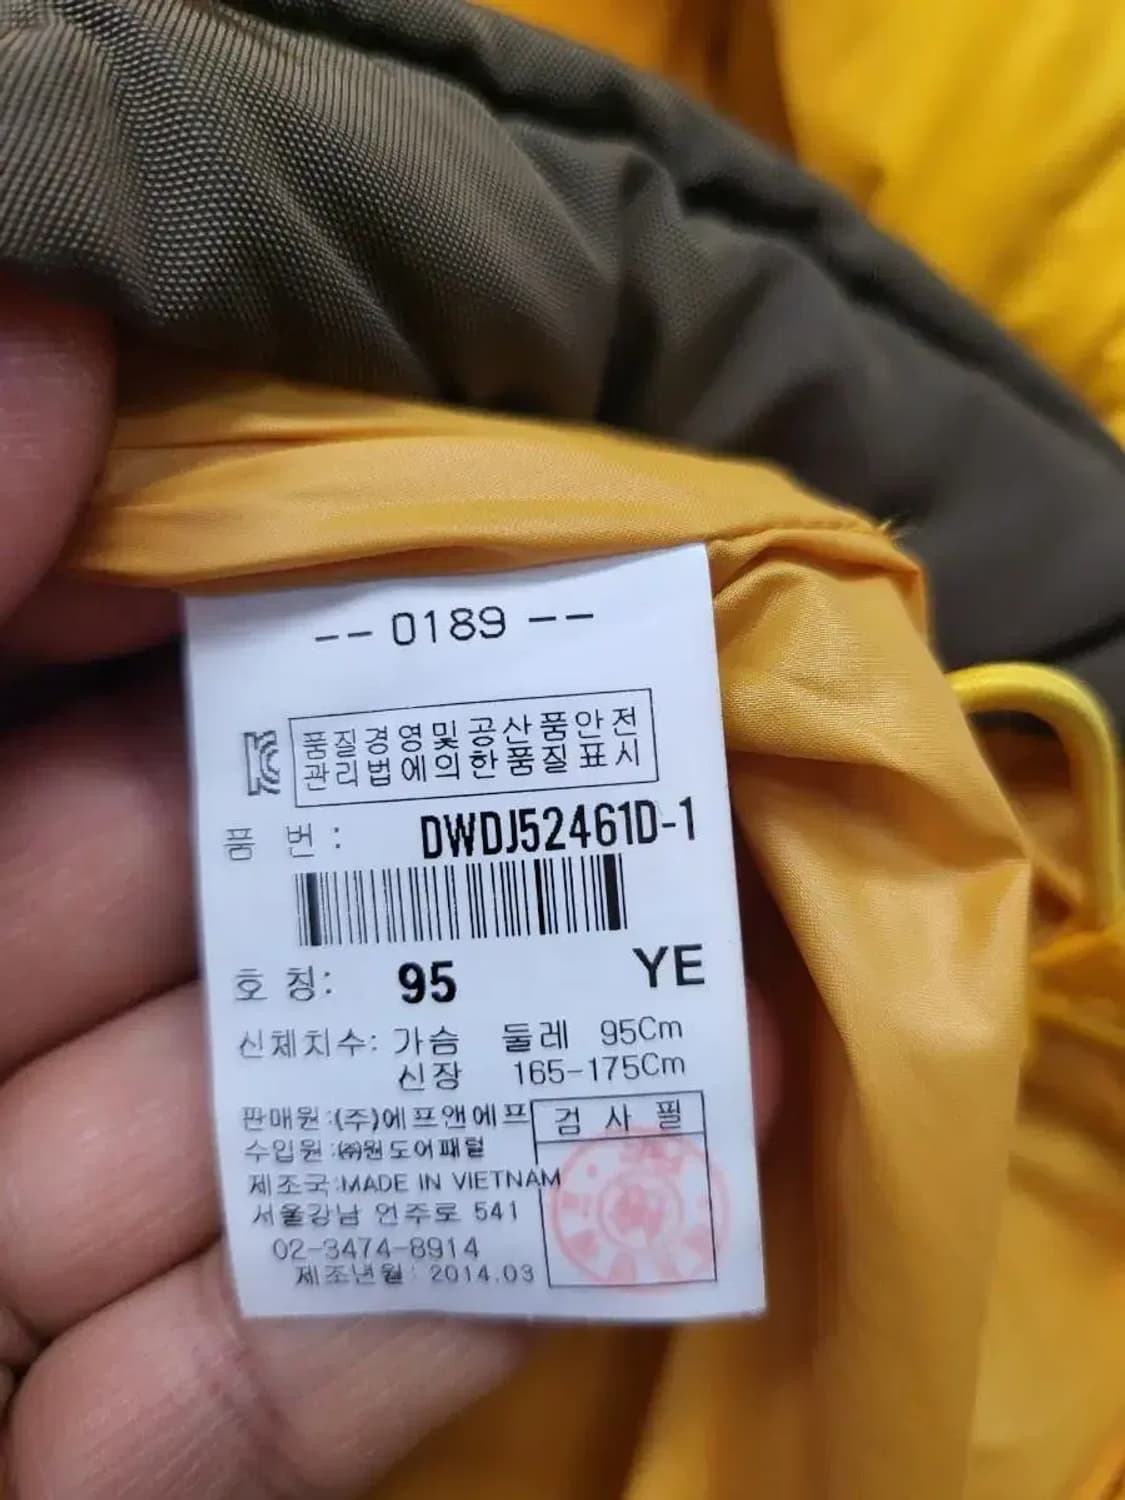 -- 0189 --
품질경영및공산품안전
관리법에의한품질표시
품 번 : DWDJ52461D-1
호 칭: 95 YE
신체치수: 가슴 둘레 95Cm
신장 165-175Cm
판매원:(주)에프앤에프
검 사 필
수입원:㈜원도어패럴
제조국:MADE IN VIETNAM
서울강남 언주로 541
02-3474-8914
제조년월: 2014.03